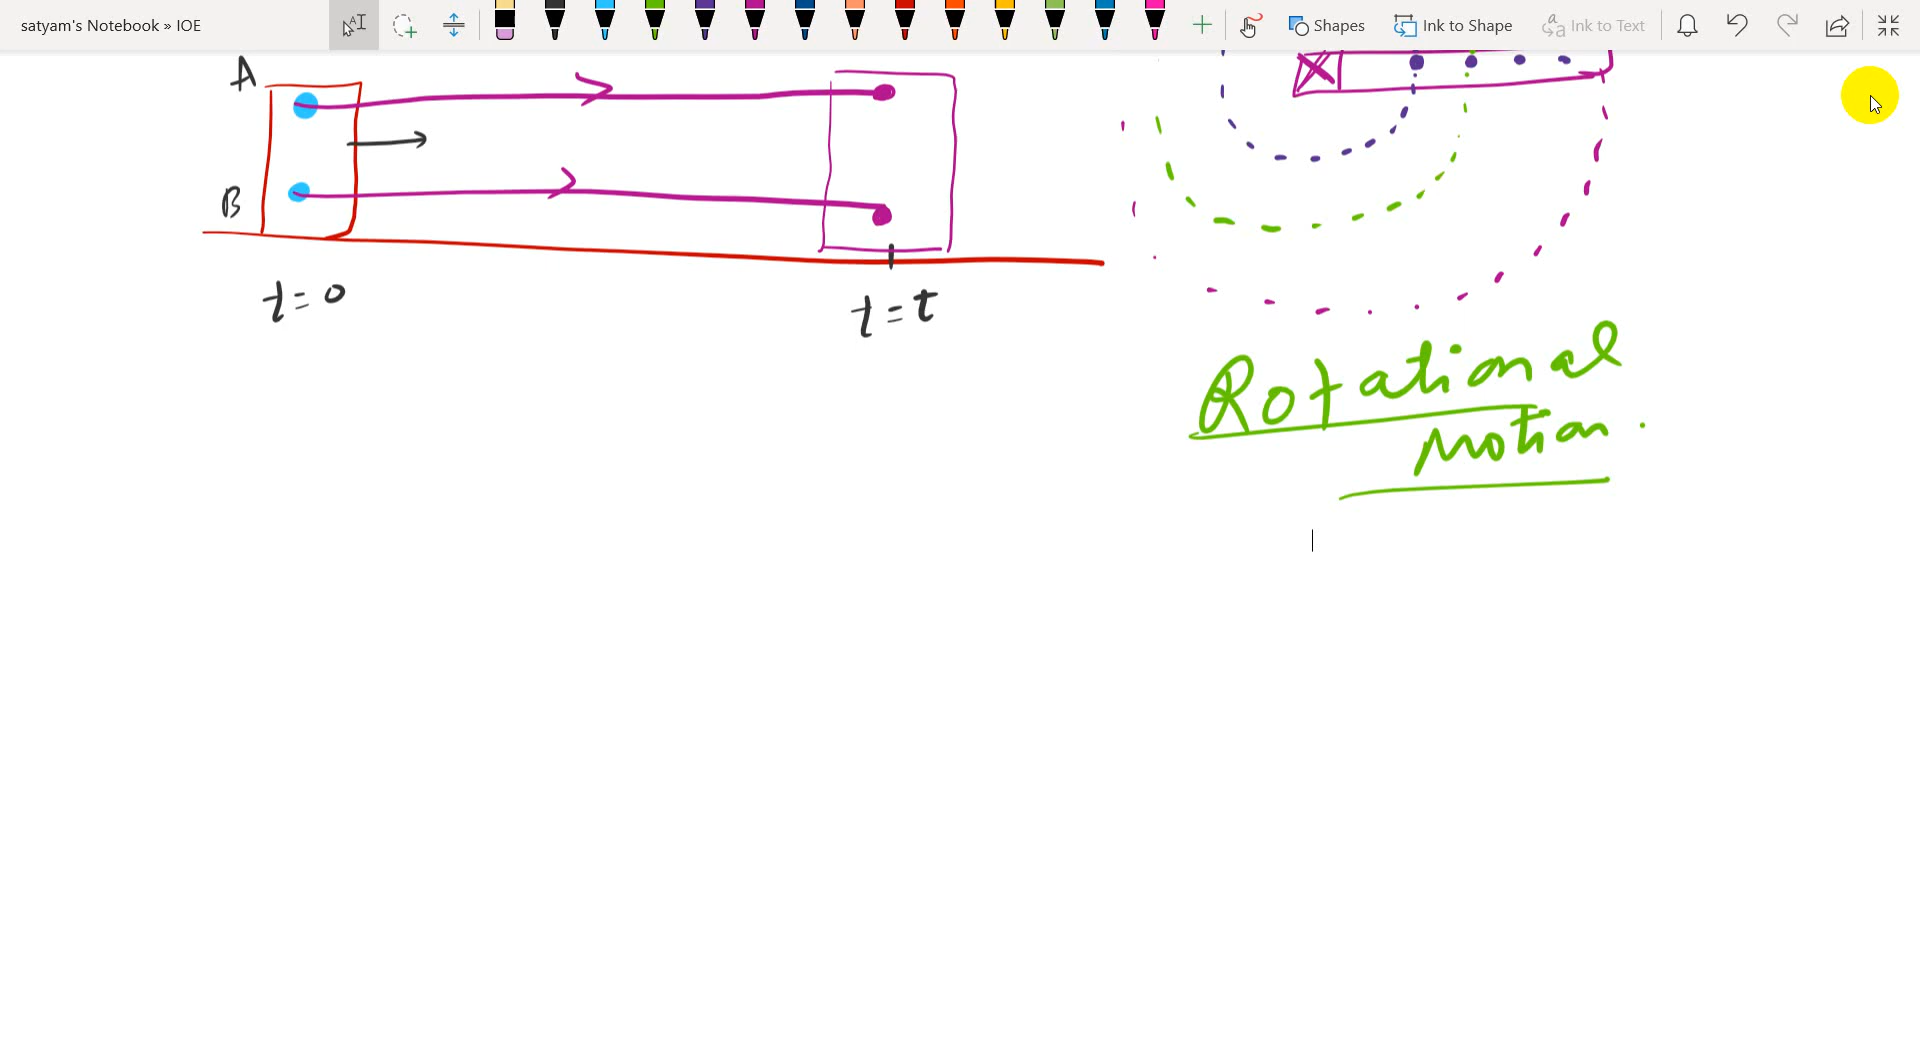 satyam's Notebook » IOE
Shapes
Ink to Shape
Ink to Text
A
B
t = 0
t = t
Rotational
Motion.